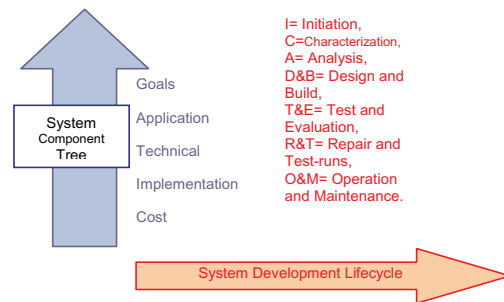 System
Component
Tree
Goals
Application
Technical
Implementation
Cost
I= Initiation,
C=Characterization,
A= Analysis,
D&B= Design and
Build,
T&E= Test and
Evaluation,
R&T= Repair and
Test-runs,
O&M= Operation
and Maintenance.
System Development Lifecycle